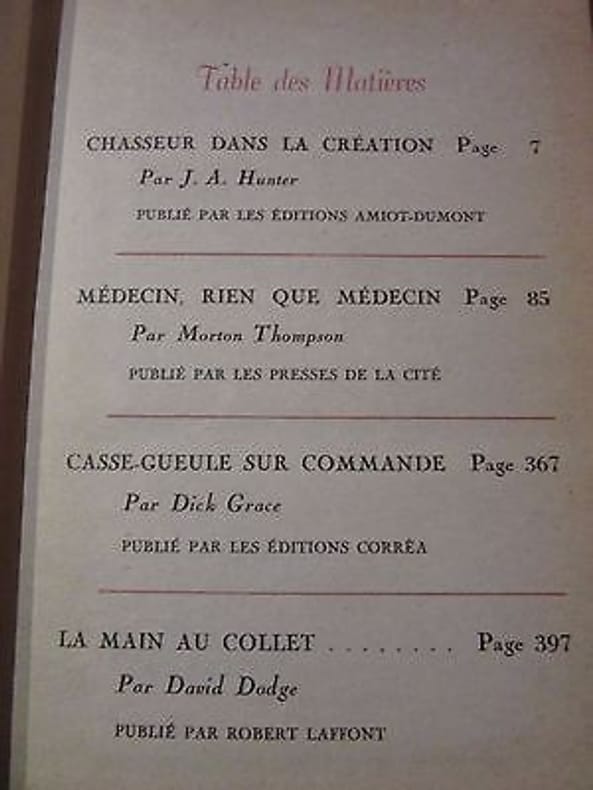 Table des Matières
CHASSEUR DANS LA CRÉATION Page 7
Par J. A. Hunter
PUBLIÉ PAR LES ÉDITIONS AMIOT-DUMONT
MÉDECIN, RIEN QUE MÉDECIN Page 85
Par Morton Thompson
PUBLIÉ PAR LES PRESSES DE LA CITÉ
CASSE-GUEULE SUR COMMANDE Page 367
Par Dick Grace
PUBLIÉ PAR LES ÉDITIONS CORRÊA
LA MAIN AU COLLET ........ Page 397
Par David Dodge
PUBLIÉ PAR ROBERT LAFFONT